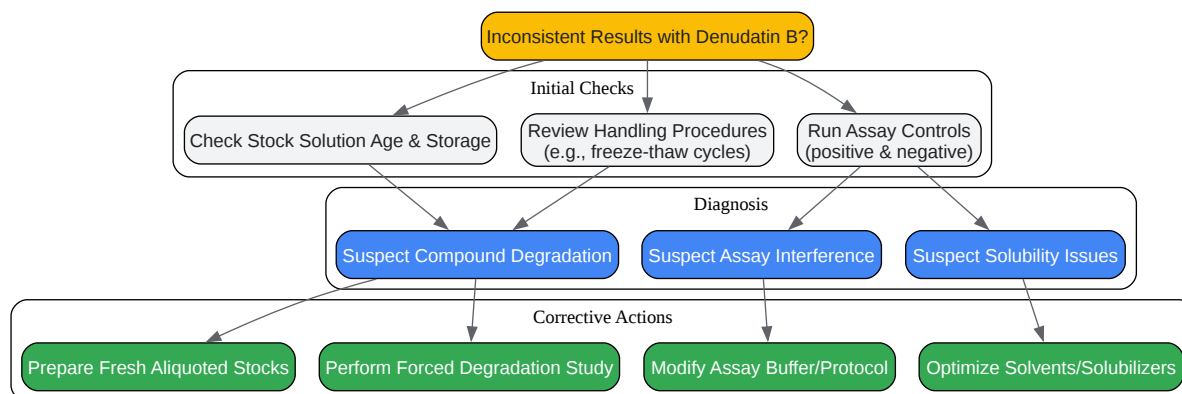 Inconsistent Results with Denudatin B?
Initial Checks
Check Stock Solution Age & Storage
Review Handling Procedures
(e.g., freeze-thaw cycles)
Run Assay Controls
(positive & negative)
Diagnosis
Suspect Compound Degradation
Suspect Assay Interference
Suspect Solubility Issues
Corrective Actions
Prepare Fresh Aliquoted Stocks
Perform Forced Degradation Study
Modify Assay Buffer/Protocol
Optimize Solvents/Solubilizers